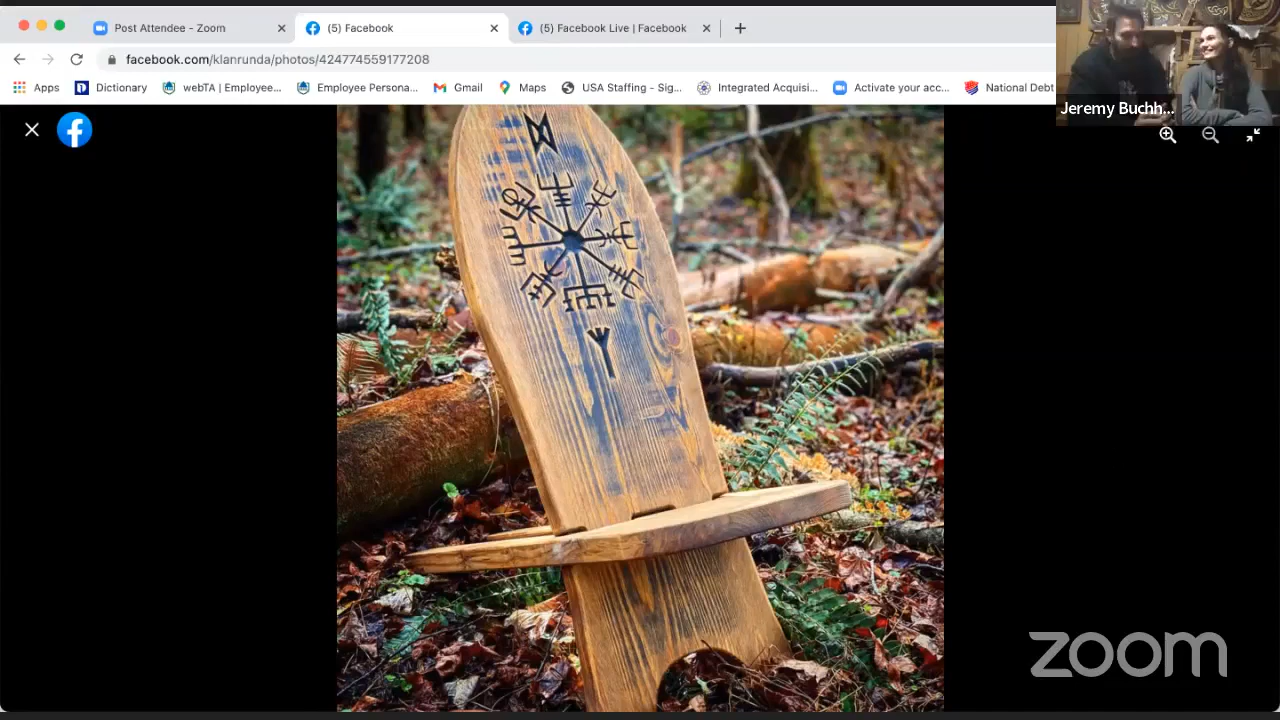 Post Attendee - Zoom
(5) Facebook
(5) Facebook Live | Facebook
facebook.com/klanrunda/photos/424774559177208
Apps
Dictionary
webTA | Employee...
Employee Persona...
Gmail
Maps
USA Staffing - Sig...
Integrated Acquisi...
Activate your acc...
National Debt
Jeremy Buchh...
ᛞ
ᛉ
zoom